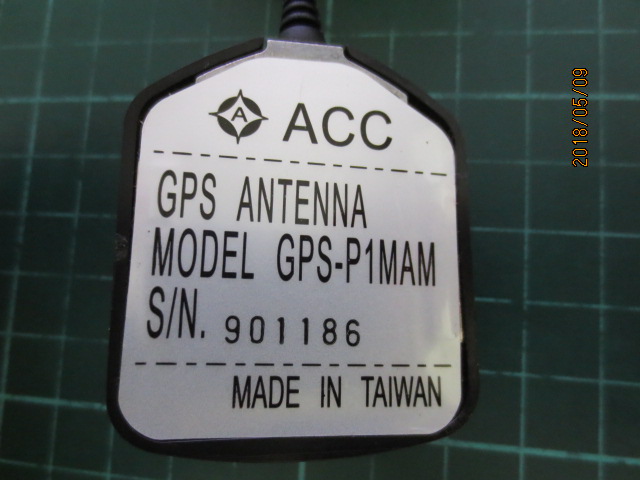 A ACC
GPS ANTENNA
MODEL GPS-P1MAM
S/N. 901186
MADE IN TAIWAN
2018/05/09